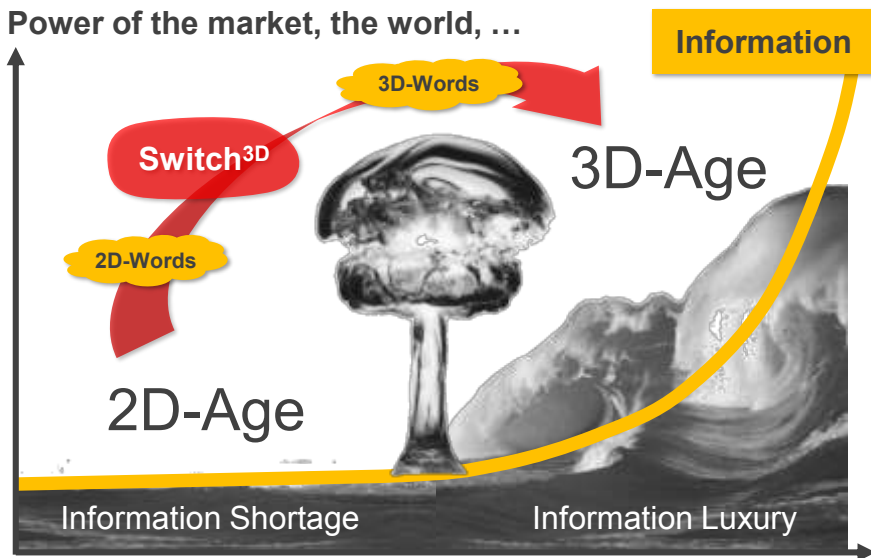 Power of the market, the world, …
Information
3D-Words
Switch3D
3D-Age
2D-Words
2D-Age
Information Shortage
Information Luxury